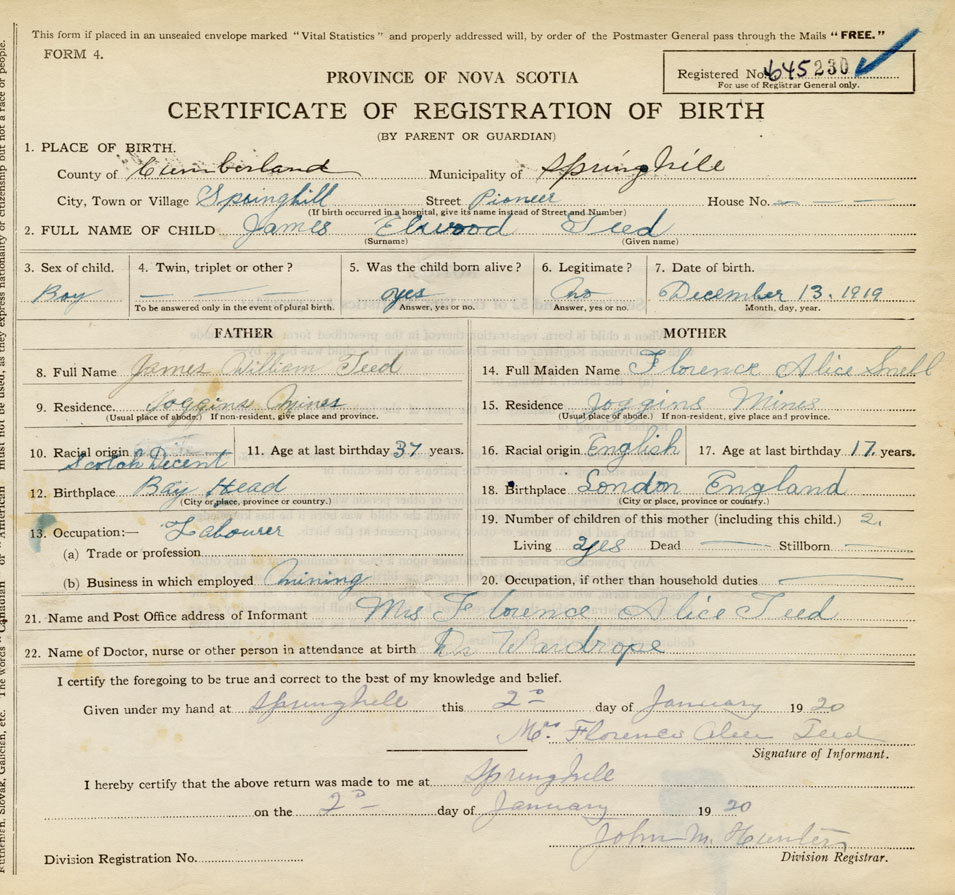 This form if placed in an unsealed envelope marked "Vital Statistics" and properly addressed will, by order of the Postmaster General pass through the Mails "FREE."
FORM 4.
Registered No. 645230
For use of Registrar General only.
PROVINCE OF NOVA SCOTIA
CERTIFICATE OF REGISTRATION OF BIRTH
(BY PARENT OR GUARDIAN)
1. PLACE OF BIRTH.
County of Cumberland Municipality of Springhill
City, Town or Village Springhill Street Pioneer House No. — — —
(If birth occurred in a hospital, give its name instead of Street and Number)
2. FULL NAME OF CHILD James Elwood Teed
(Surname) (Given name)
3. Sex of child. 4. Twin, triplet or other? 5. Was the child born alive? 6. Legitimate? 7. Date of birth.
Boy — — — yes no December 13. 1919
To be answered only in the event of plural birth. Answer, yes or no. Answer, yes or no. Month, day, year.
FATHER MOTHER
8. Full Name James William Teed
14. Full Maiden Name Florence Alice Snell
9. Residence Joggins Mines
(Usual place of abode.) If non-resident, give place and province.
15. Residence Joggins Mines
(Usual place of abode.) If non-resident, give place and province.
10. Racial origin Scotch Decent 11. Age at last birthday 37 years.
16. Racial origin English 17. Age at last birthday 17. years.
12. Birthplace Bay Head
(City or place, province or country.)
18. Birthplace London England
(City or place, province or country.)
13. Occupation:— Labourer
19. Number of children of this mother (including this child.) 2.
(a) Trade or profession
Living yes Dead — Stillborn —
(b) Business in which employed mining
20. Occupation, if other than household duties —
21. Name and Post Office address of Informant Mrs Florence Alice Teed
22. Name of Doctor, nurse or other person in attendance at birth Dr Wardrope
I certify the foregoing to be true and correct to the best of my knowledge and belief.
Given under my hand at Springhill this 2nd day of January 1920
Mrs. Florence Alice Teed
Signature of Informant.
I hereby certify that the above return was made to me at Springhill
on the 2nd day of January 1920
John M. Hunter
Division Registration No. Division Registrar.